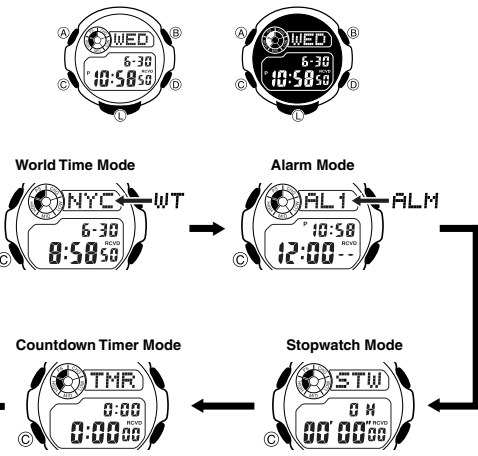 A B A B
WED WED
6-30 6-30
P 10:58 50 RCVD P 10:58 50 RCVD
C D C D
L L
World Time Mode Alarm Mode
NYC WT AL1 ALM
6-30 P 10:58
8:58 50 RCVD 12:00 -- RCVD
C C
Countdown Timer Mode Stopwatch Mode
TMR STW
0:00 0 H
0:00 00 RCVD 00' 00" 00 RCVD
C C